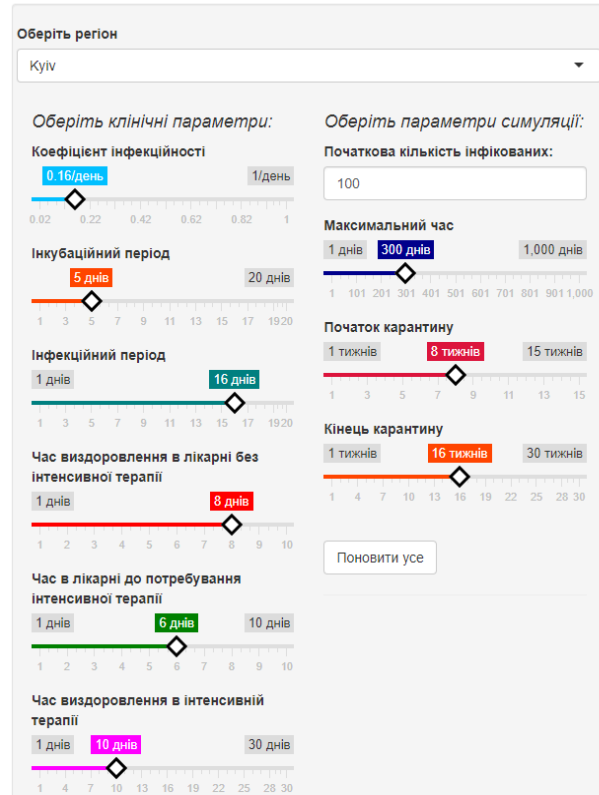 Оберіть регіон
Kyiv
Оберіть клінічні параметри:
Коефіцієнт інфекційності
0.16/день 1/день
0.02 0.22 0.42 0.62 0.82 1
Інкубаційний період
5 днів 20 днів
1 3 5 7 9 11 13 15 17 19 20
Інфекційний період
1 днів 16 днів
1 3 5 7 9 11 13 15 17 19 20
Час виздоровлення в лікарні без
інтенсивної терапії
1 днів 8 днів
1 2 3 4 5 6 7 8 9 10
Час в лікарні до потребування
інтенсивної терапії
1 днів 6 днів 10 днів
1 2 3 4 5 6 7 8 9 10
Час виздоровлення в інтенсивній
терапії
1 днів 10 днів 30 днів
1 4 7 10 13 16 19 22 25 28 30
Оберіть параметри симуляції:
Початкова кількість інфікованих:
100
Максимальний час
1 днів 300 днів 1,000 днів
1 101 201 301 401 501 601 701 801 901 1,000
Початок карантину
1 тижнів 8 тижнів 15 тижнів
1 3 5 7 9 11 13 15
Кінець карантину
1 тижнів 16 тижнів 30 тижнів
1 4 7 10 13 16 19 22 25 28 30
Поновити усе